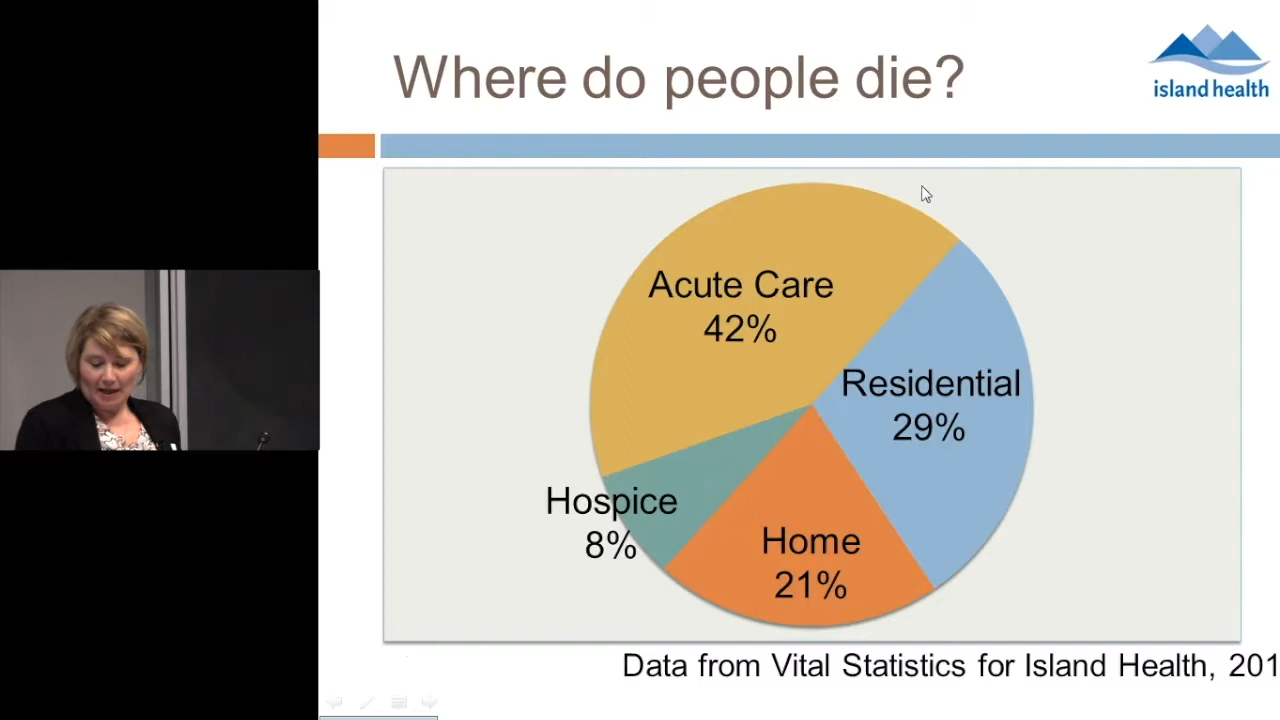 Where do people die?
island health
Acute Care
42%
Residential
29%
Hospice
8%
Home
21%
Data from Vital Statistics for Island Health, 201